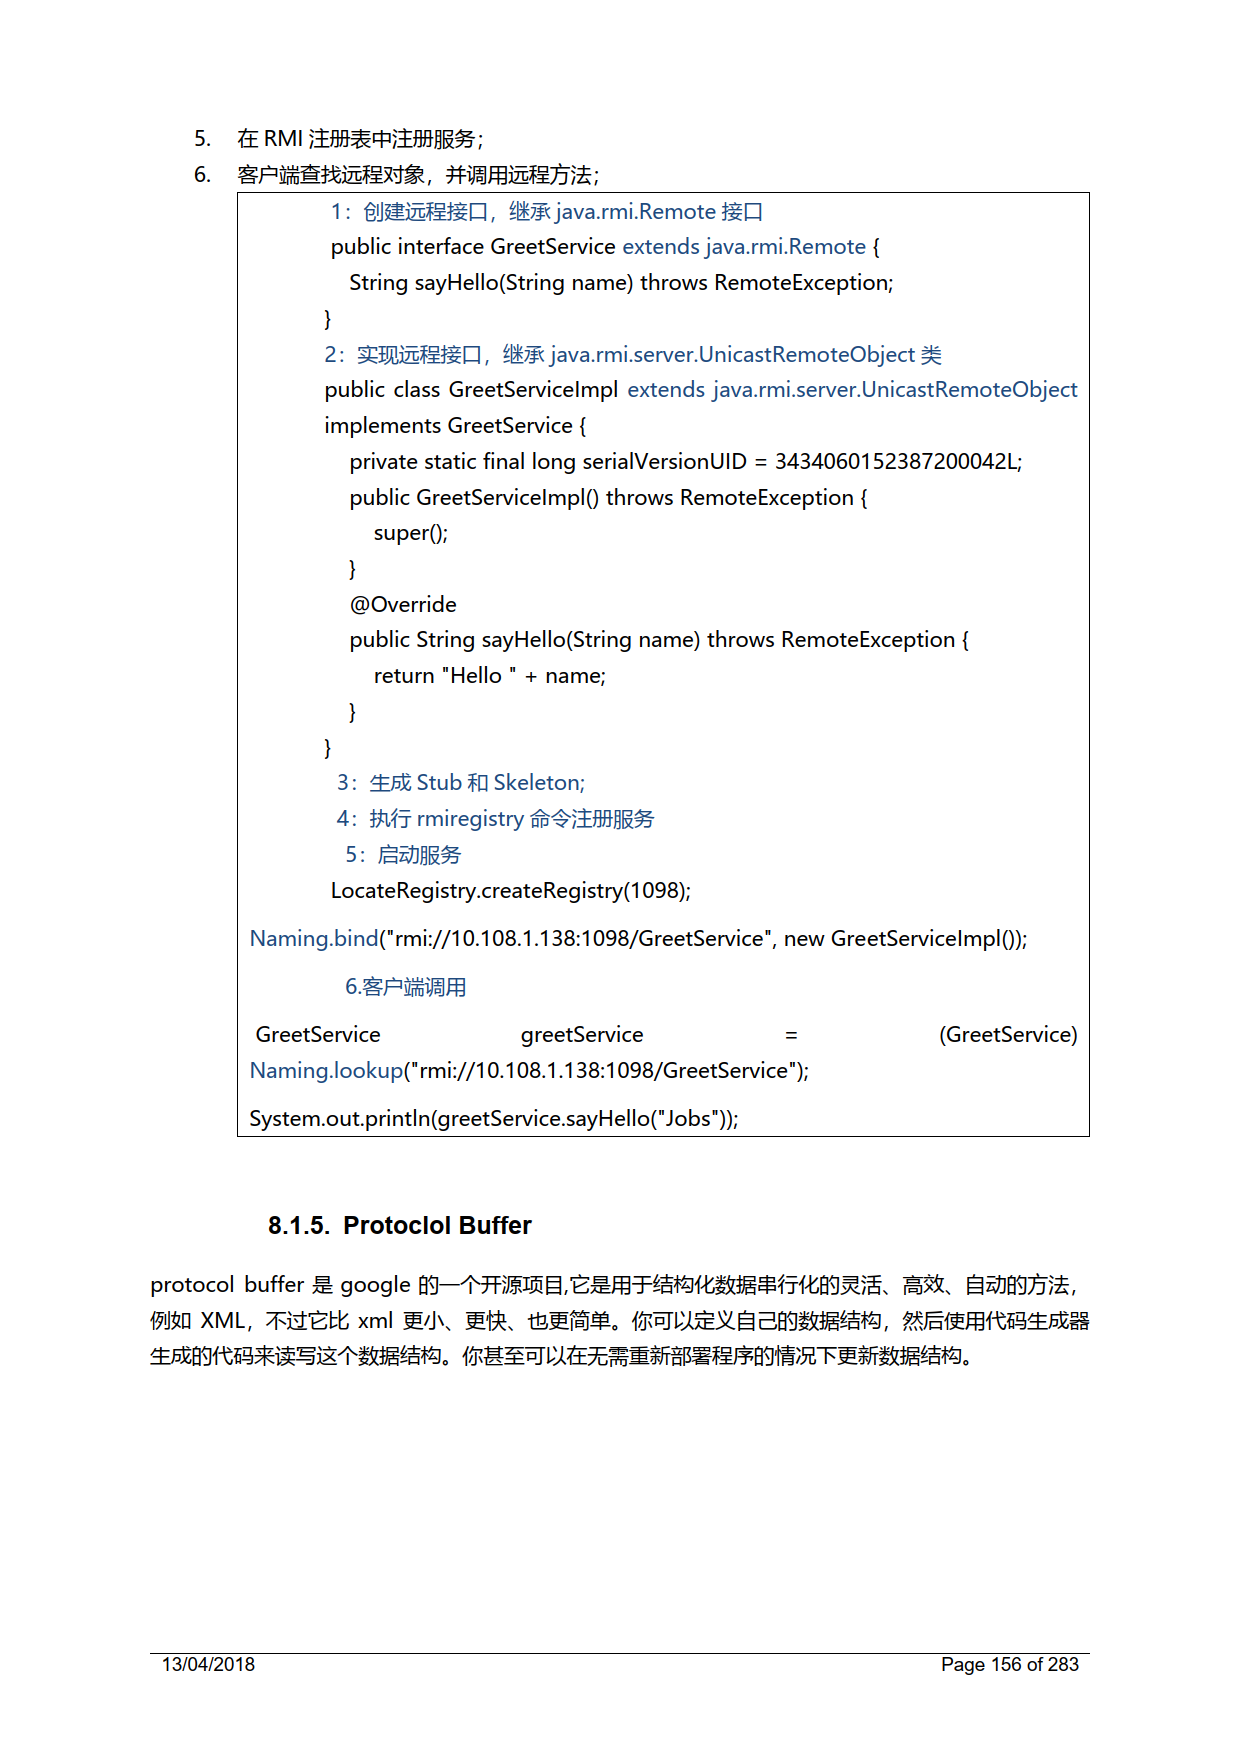 5. 在 RMI 注册表中注册服务；
6. 客户端查找远程对象，并调用远程方法；
1：创建远程接口，继承 java.rmi.Remote 接口
public interface GreetService extends java.rmi.Remote {
String sayHello(String name) throws RemoteException;
}
2：实现远程接口，继承 java.rmi.server.UnicastRemoteObject 类
public class GreetServiceImpl extends java.rmi.server.UnicastRemoteObject
implements GreetService {
private static final long serialVersionUID = 3434060152387200042L;
public GreetServiceImpl() throws RemoteException {
super();
}
@Override
public String sayHello(String name) throws RemoteException {
return "Hello " + name;
}
}
3：生成 Stub 和 Skeleton;
4：执行 rmiregistry 命令注册服务
5：启动服务
LocateRegistry.createRegistry(1098);
Naming.bind("rmi://10.108.1.138:1098/GreetService", new GreetServiceImpl());
6.客户端调用
GreetService greetService = (GreetService)
Naming.lookup("rmi://10.108.1.138:1098/GreetService");
System.out.println(greetService.sayHello("Jobs"));
8.1.5. Protoclol Buffer
protocol buffer 是 google 的一个开源项目,它是用于结构化数据串行化的灵活、高效、自动的方法，
例如 XML，不过它比 xml 更小、更快、也更简单。你可以定义自己的数据结构，然后使用代码生成器
生成的代码来读写这个数据结构。你甚至可以在无需重新部署程序的情况下更新数据结构。
13/04/2018 Page 156 of 283